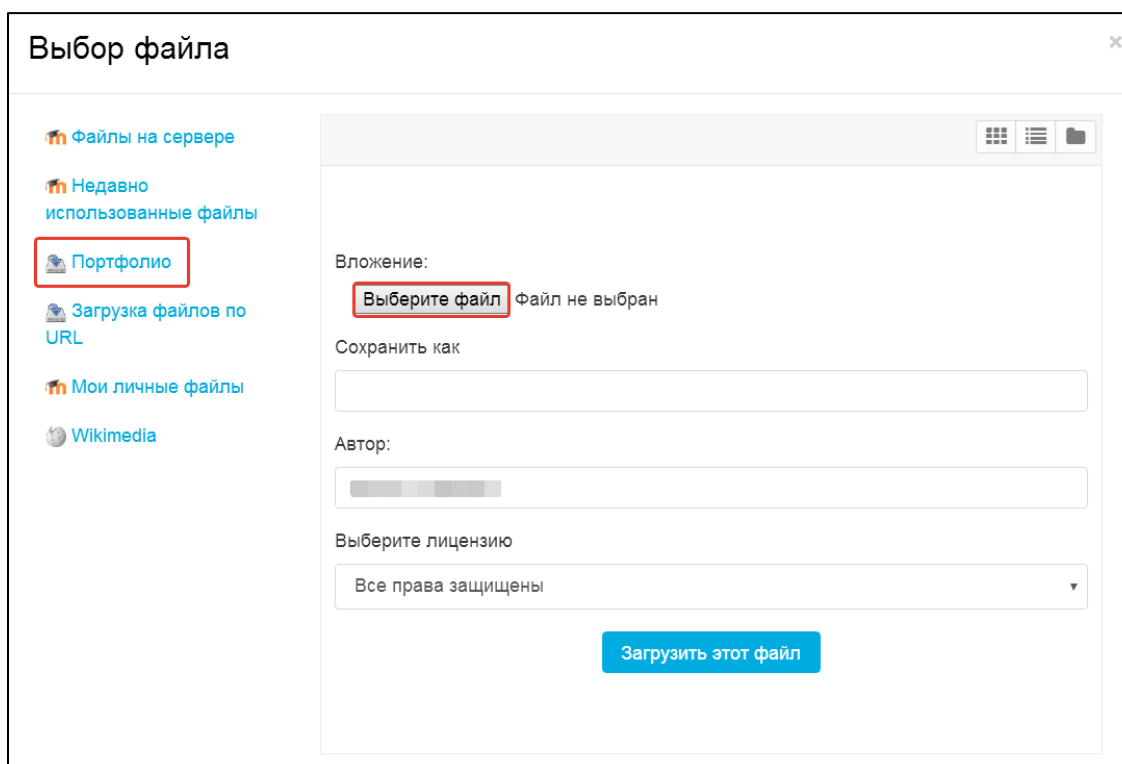 Выбор файла
×
Файлы на сервере
Недавно
использованные файлы
Портфолио
Загрузка файлов по
URL
Мои личные файлы
Wikimedia
Вложение:
Выберите файл Файл не выбран
Сохранить как
Автор:
Выберите лицензию
Все права защищены
Загрузить этот файл